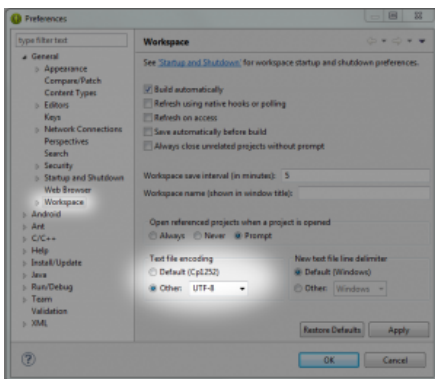 Preferences
type filter text
General
Appearance
Compare/Patch
Content Types
Editors
Keys
Network Connections
Perspectives
Search
Security
Startup and Shutdown
Web Browser
Workspace
Android
Ant
C/C++
Help
Install/Update
Java
Run/Debug
Team
Validation
XML
Workspace
See 'Startup and Shutdown' for workspace startup and shutdown preferences.
Build automatically
Refresh using native hooks or polling
Refresh on access
Save automatically before build
Always close unrelated projects without prompt
Workspace save interval (in minutes): 5
Workspace name (shown in window title):
Open referenced projects when a project is opened
Always Never Prompt
Text file encoding
Default (Cp1252)
Other: UTF-8
New text file line delimiter
Default (Windows)
Other: Windows
Restore Defaults Apply
OK Cancel